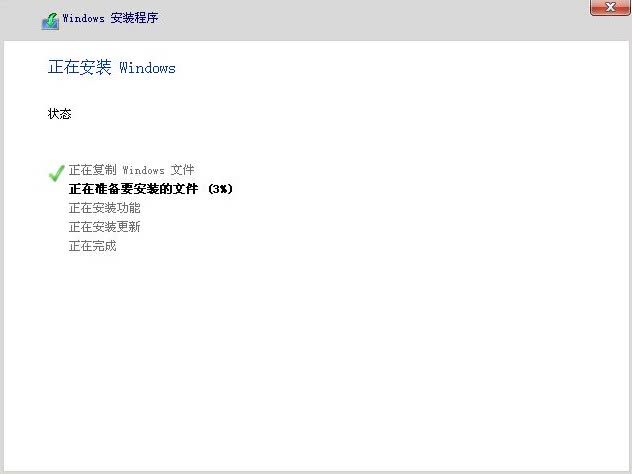 Windows 安装程序
正在安装 Windows
状态
正在复制 Windows 文件
正在准备要安装的文件 (3%)
正在安装功能
正在安装更新
正在完成